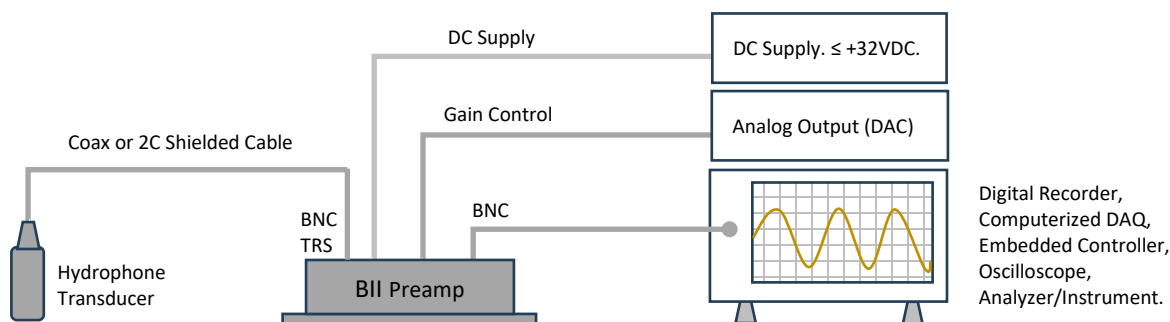 DC Supply
DC Supply. ≤ +32VDC.
Gain Control
Analog Output (DAC)
Coax or 2C Shielded Cable
BNC
TRS
BNC
Hydrophone
Transducer
BII Preamp
Digital Recorder,
Computerized DAQ,
Embedded Controller,
Oscilloscope,
Analyzer/Instrument.